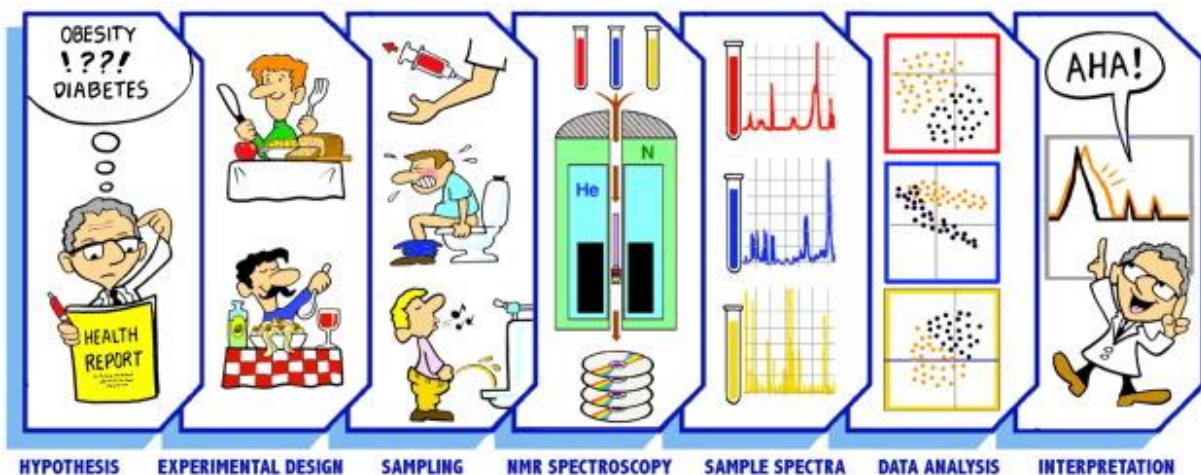 OBESITY
!???!
DIABETES
HEALTH
REPORT
N
He
AHA!
HYPOTHESIS
EXPERIMENTAL DESIGN
SAMPLING
NMR SPECTROSCOPY
SAMPLE SPECTRA
DATA ANALYSIS
INTERPRETATION